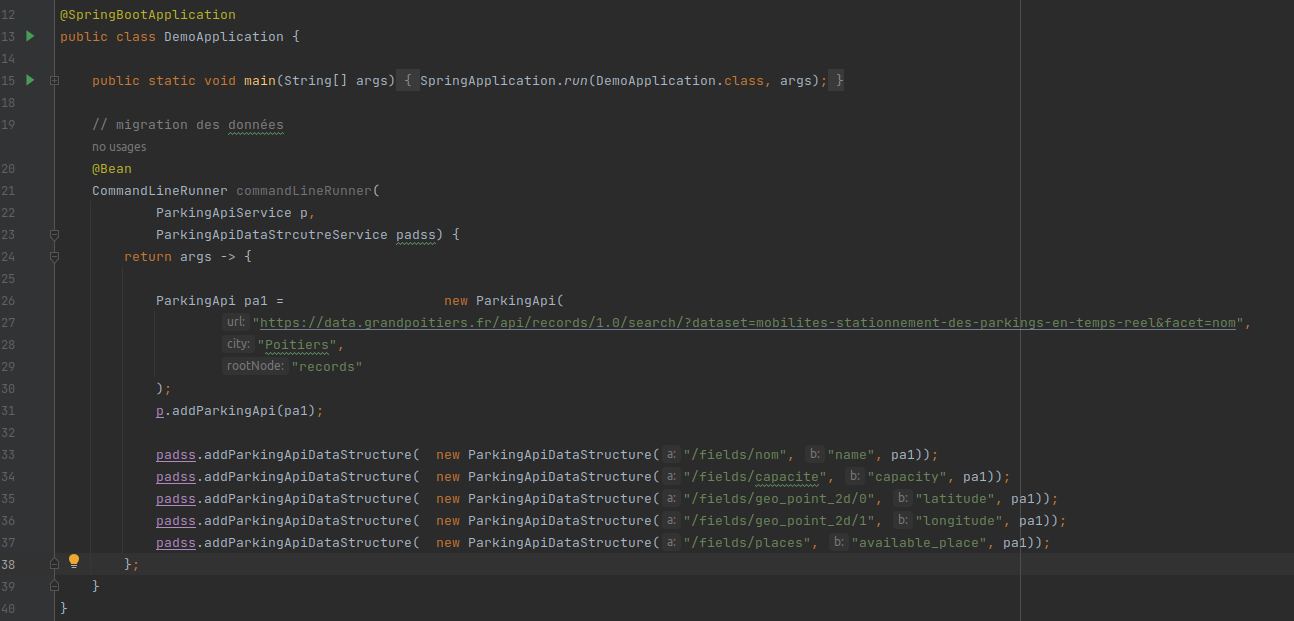 12 @SpringBootApplication
13 public class DemoApplication {
14
15 public static void main(String[] args) { SpringApplication.run(DemoApplication.class, args); }
18
19 // migration des données
no usages
20 @Bean
21 CommandLineRunner commandLineRunner(
22 ParkingApiService p,
23 ParkingApiDataStrcutreService padss) {
24 return args -> {
25
26 ParkingApi pa1 = new ParkingApi(
27 url: "https://data.grandpoitiers.fr/api/records/1.0/search/?dataset=mobilites-stationnement-des-parkings-en-temps-reel&facet=nom",
28 city: "Poitiers",
29 rootNode: "records"
30 );
31 p.addParkingApi(pa1);
32
33 padss.addParkingApiDataStructure( new ParkingApiDataStructure( a: "/fields/nom", b: "name", pa1));
34 padss.addParkingApiDataStructure( new ParkingApiDataStructure( a: "/fields/capacite", b: "capacity", pa1));
35 padss.addParkingApiDataStructure( new ParkingApiDataStructure( a: "/fields/geo_point_2d/0", b: "latitude", pa1));
36 padss.addParkingApiDataStructure( new ParkingApiDataStructure( a: "/fields/geo_point_2d/1", b: "longitude", pa1));
37 padss.addParkingApiDataStructure( new ParkingApiDataStructure( a: "/fields/places", b: "available_place", pa1));
38 };
39 }
40 }